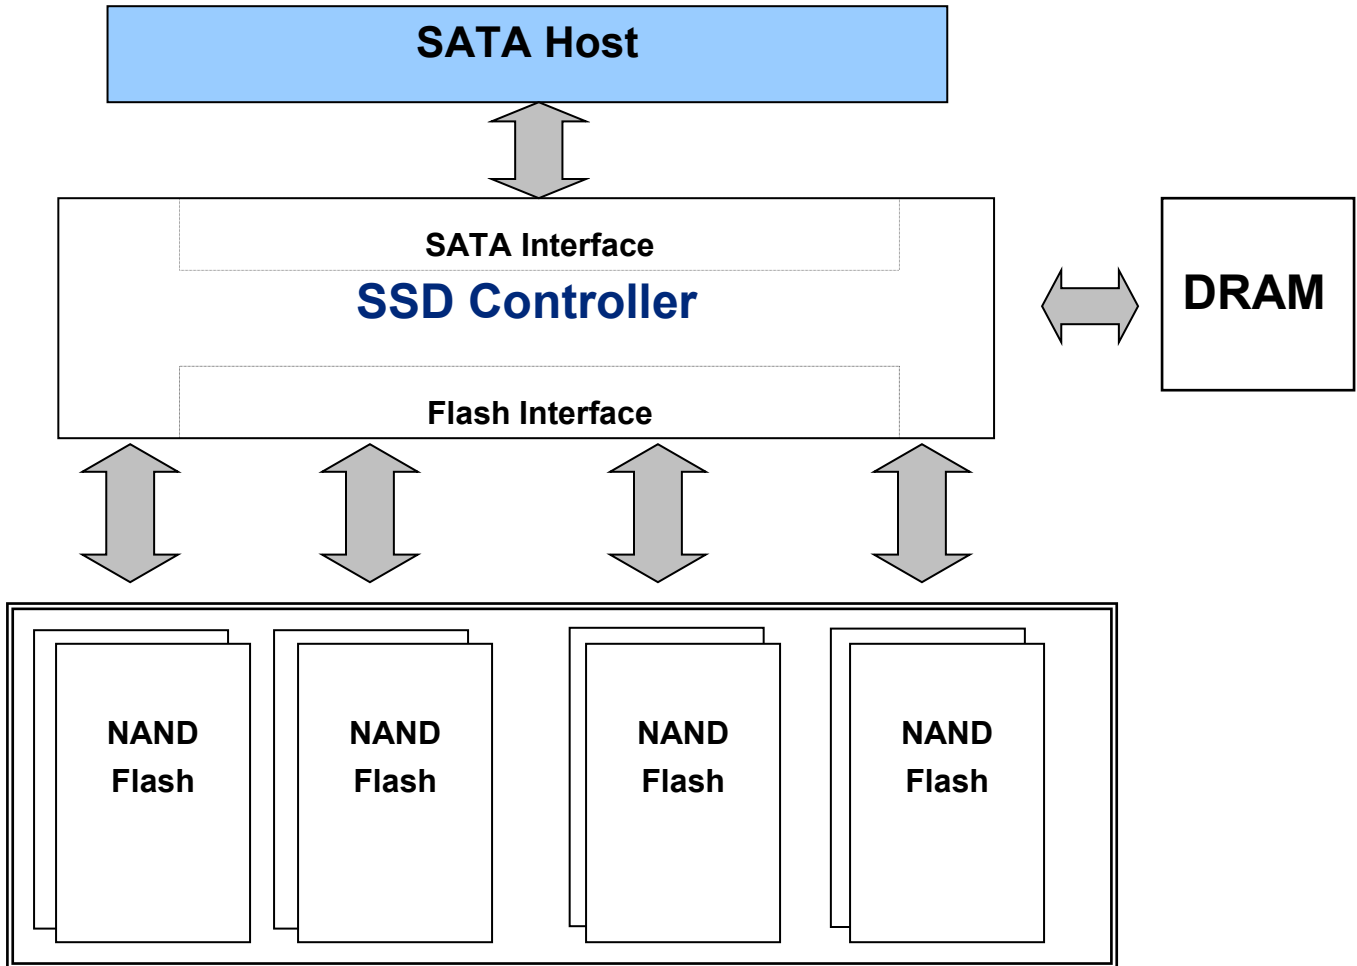 SATA Host
SATA Interface
SSD Controller
DRAM
Flash Interface
NAND
Flash
NAND
Flash
NAND
Flash
NAND
Flash